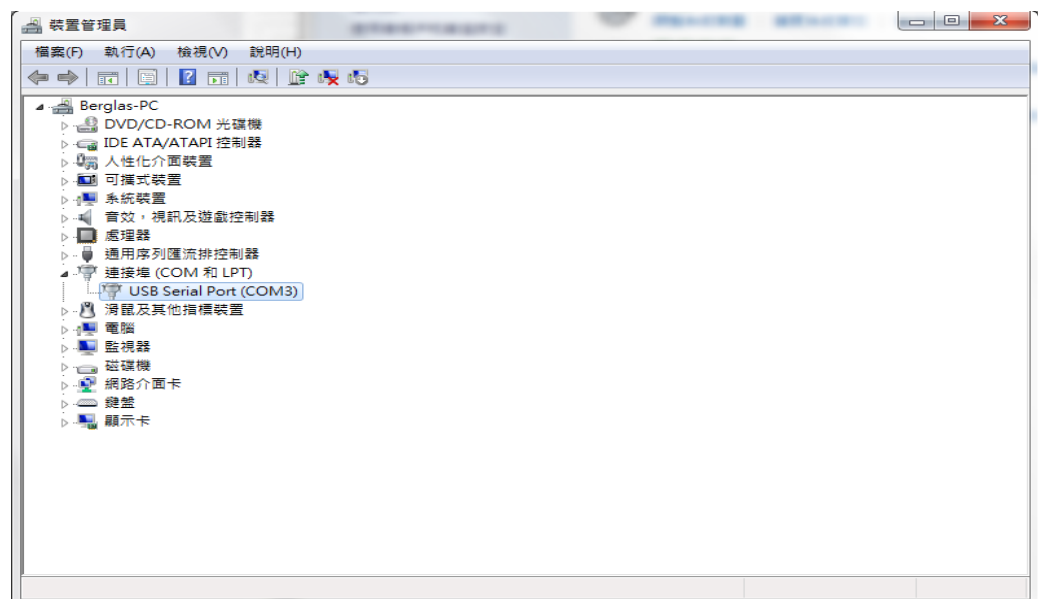 裝置管理員
檔案(F) 執行(A) 檢視(V) 說明(H)
Berglas-PC
DVD/CD-ROM 光碟機
IDE ATA/ATAPI 控制器
人性化介面裝置
可攜式裝置
系統裝置
音效，視訊及遊戲控制器
處理器
通用序列匯流排控制器
連接埠 (COM 和 LPT)
USB Serial Port (COM3)
滑鼠及其他指標裝置
電腦
監視器
磁碟機
網路介面卡
鍵盤
顯示卡